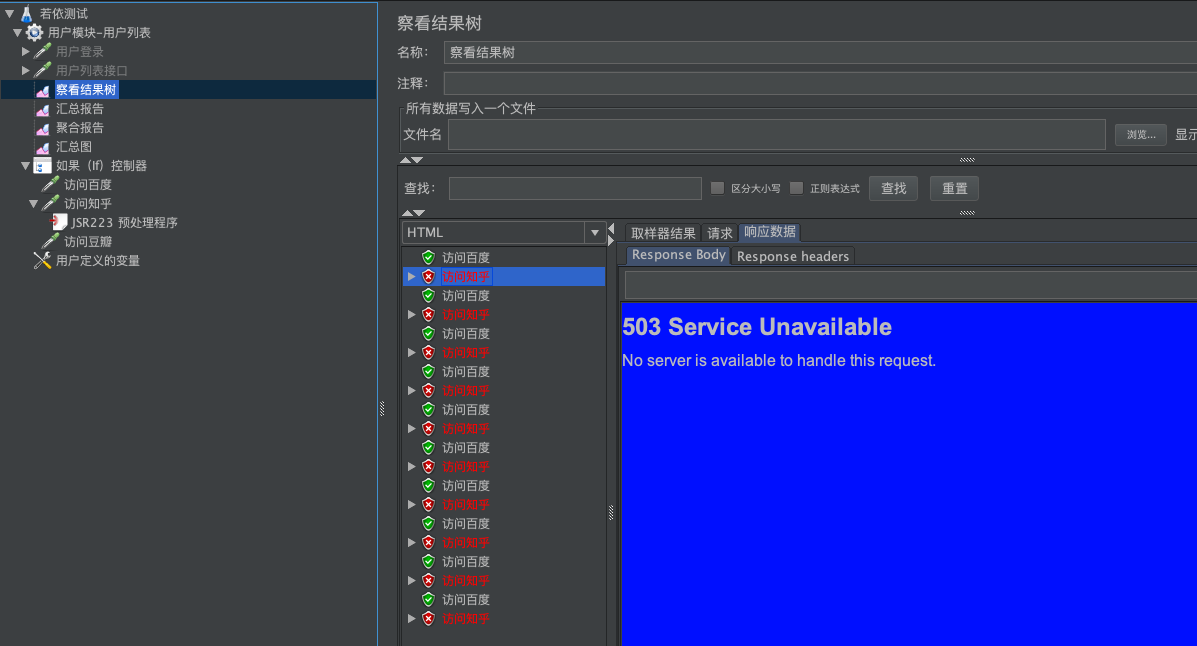 若依测试
用户模块-用户列表
用户登录
用户列表接口
察看结果树
汇总报告
聚合报告
汇总图
如果（If）控制器
访问百度
访问知乎
JSR223 预处理程序
访问豆瓣
用户定义的变量
察看结果树
名称： 察看结果树
注释：
所有数据写入一个文件
文件名 浏览... 显示
查找： 区分大小写 正则表达式 查找 重置
HTML
访问百度
访问知乎
访问百度
访问知乎
访问百度
访问知乎
访问百度
访问知乎
访问百度
访问知乎
访问百度
访问知乎
访问百度
访问知乎
访问百度
访问知乎
访问百度
访问知乎
访问百度
访问知乎
取样器结果 请求 响应数据
Response Body Response headers
503 Service Unavailable
No server is available to handle this request.